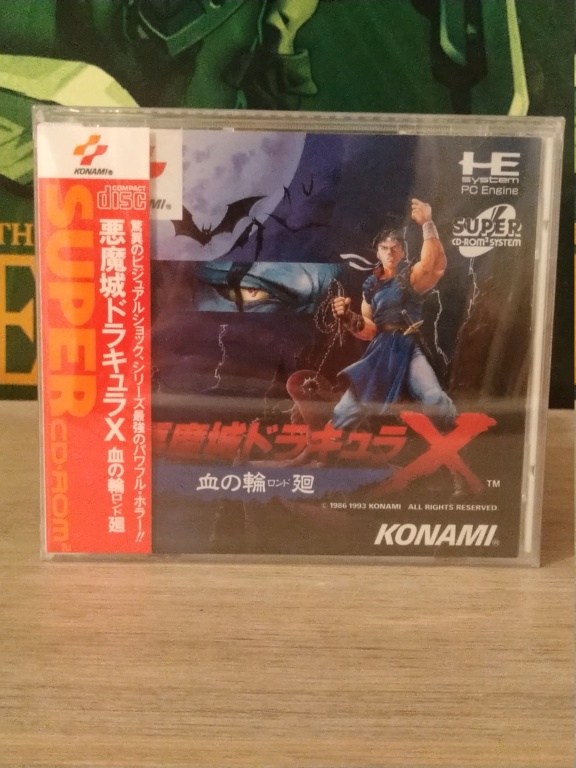 TH
E
KONAMI®
COMPACT
disc
SUPER CD-ROM²
驚異のビジュアルショック、シリーズ最強のパワフル・ホラー!!
悪魔城ドラキュラX 血の輪廻
ロンド
MI®
HE
system
PC Engine
SUPER
CD-ROM² SYSTEM
魔城ドラキュラX
™
血の輪廻
ロンド
© 1986 1993 KONAMI ALL RIGHTS RESERVED.
KONAMI®